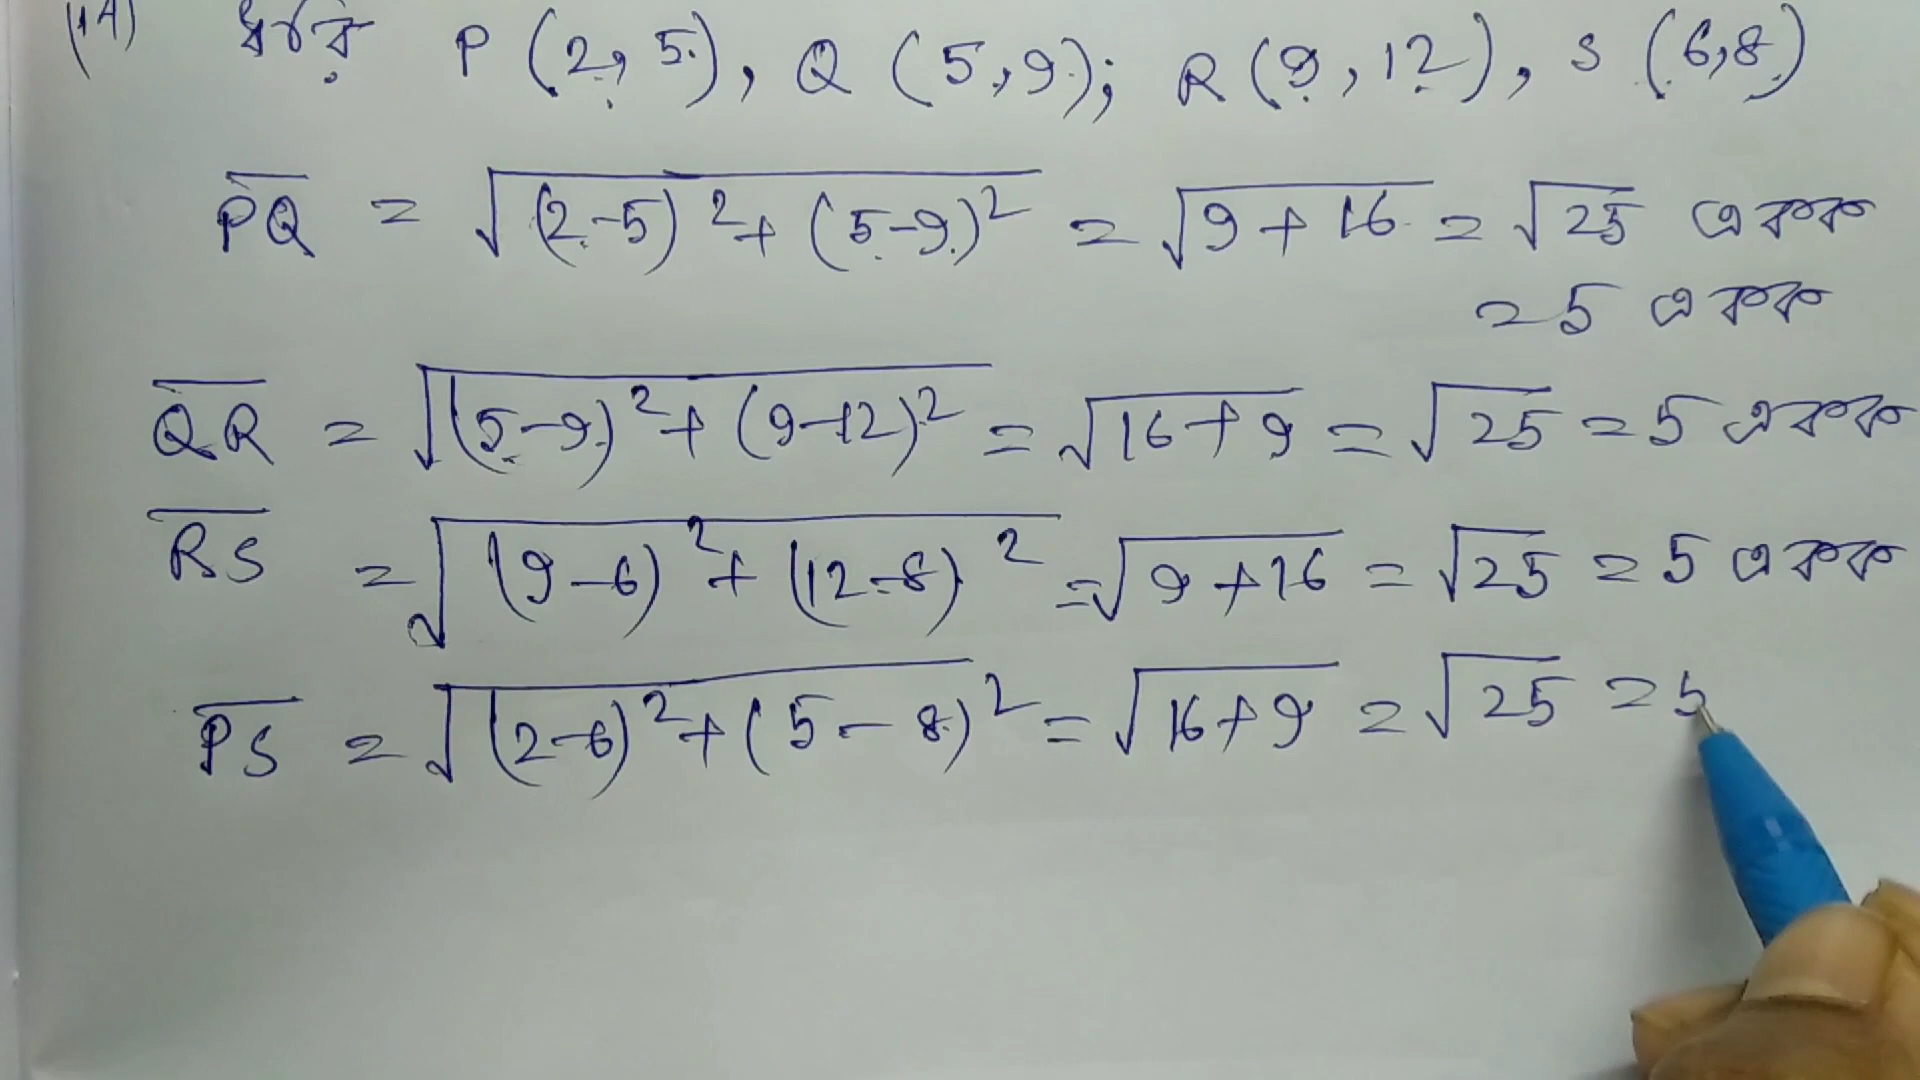 (14) ধরি P (2, 5), Q (5,9); R (9, 12), S (6,8)
PQ = √(2-5)² + (5-9)² = √9+16 = √25 একক
= 5 একক
QR = √(5-9)² + (9-12)² = √16+9 = √25 = 5 একক
RS = √(9-6)² + (12-8)² = √9+16 = √25 = 5 একক
PS = √(2-6)² + (5-8)² = √16+9 = √25 = 5